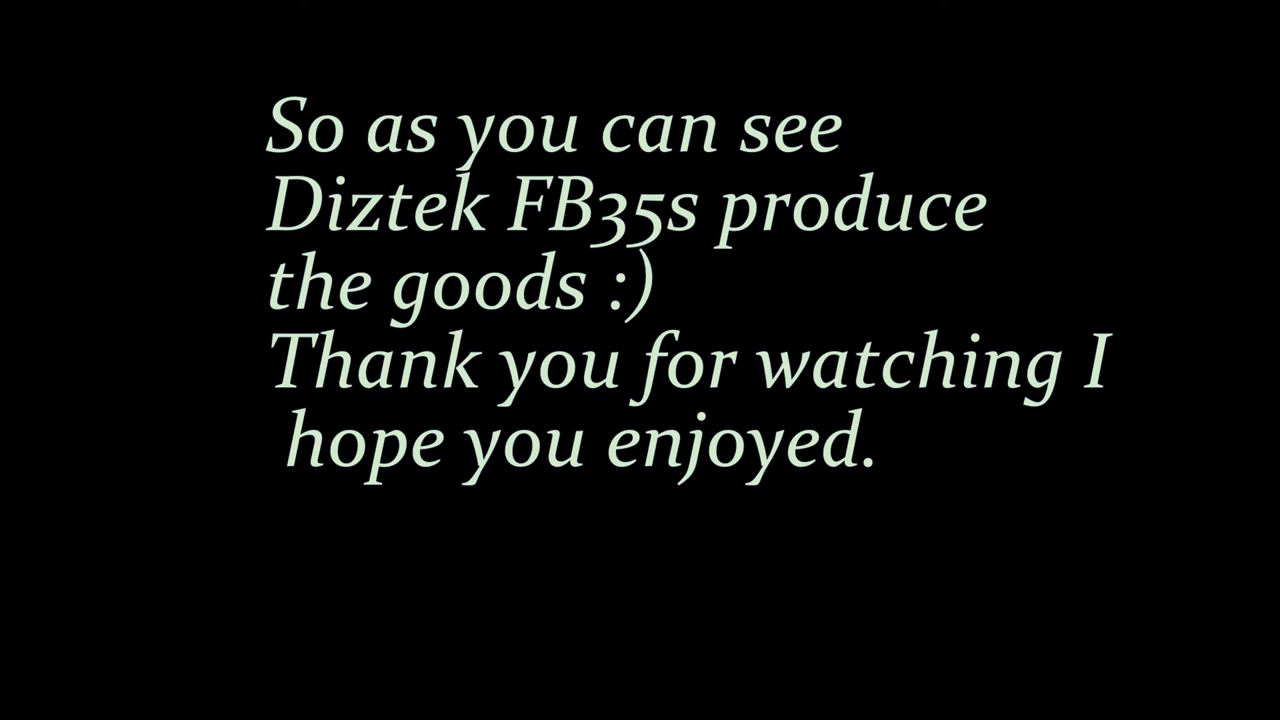 So as you can see
Diztek FB35s produce
the goods :)
Thank you for watching I
hope you enjoyed.